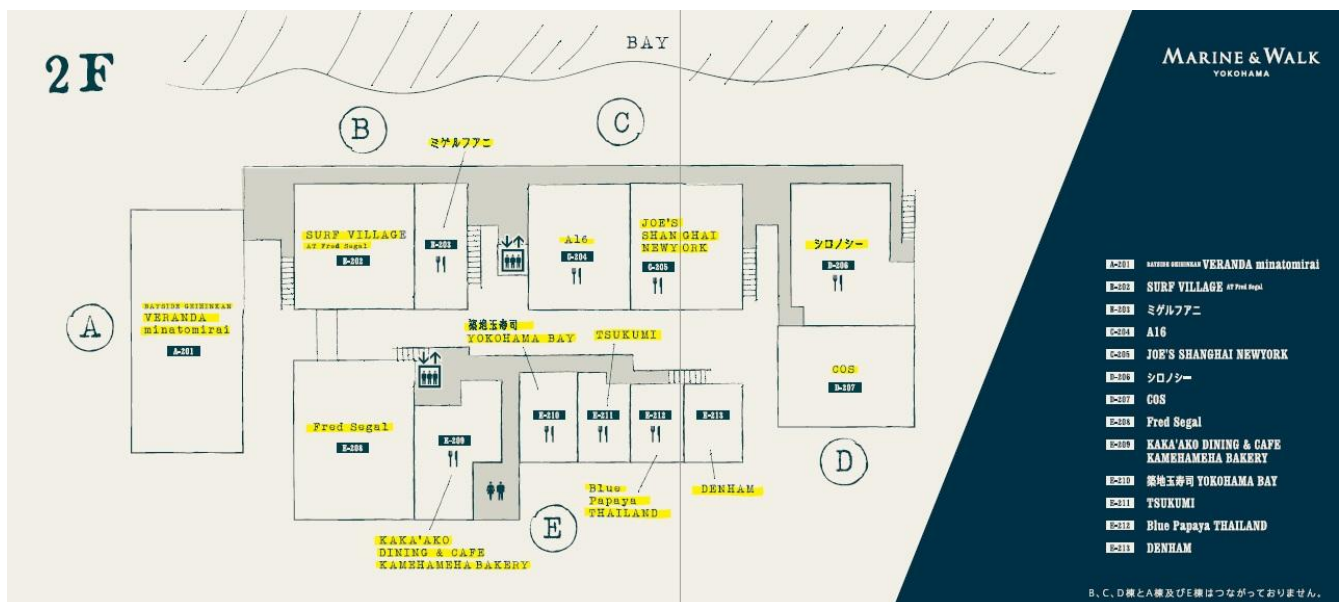 2F
BAY
MARINE & WALK
YOKOHAMA
B
C
ミゲルフアニ
SURF VILLAGE
AT Fred Segal
B-202
B-203
A16
C-204
JOE'S
SHANGHAI
NEWYORK
C-205
シロノシー
D-206
A
BAYSIDE GEIHINKAN
VERANDA
minatomirai
A-201
築地玉寿司
YOKOHAMA BAY
TSUKUMI
COS
D-207
Fred Segal
E-208
E-209
E-210
E-211
E-212
E-213
D
Blue
Papaya
THAILAND
DENHAM
E
KAKA'AKO
DINING & CAFE
KAMEHAMEHA BAKERY
A-201 BAYSIDE GEIHINKAN VERANDA minatomirai
B-202 SURF VILLAGE AT Fred Segal
B-203 ミゲルフアニ
C-204 A16
C-205 JOE'S SHANGHAI NEWYORK
D-206 シロノシー
D-207 COS
E-208 Fred Segal
E-209 KAKA'AKO DINING & CAFE
KAMEHAMEHA BAKERY
E-210 築地玉寿司 YOKOHAMA BAY
E-211 TSUKUMI
E-212 Blue Papaya THAILAND
E-213 DENHAM
B、C、D棟とA棟及びE棟はつながっておりません。